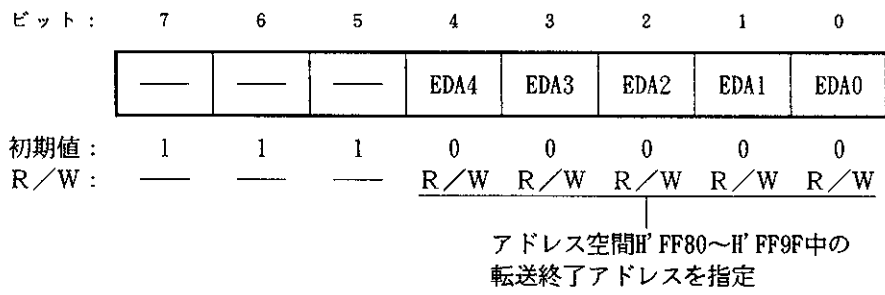 ビット： 7 6 5 4 3 2 1 0
— — — EDA4 EDA3 EDA2 EDA1 EDA0
初期値： 1 1 1 0 0 0 0 0
R／W： — — — R／W R／W R／W R／W R／W
アドレス空間H'FF80～H'FF9F中の
転送終了アドレスを指定